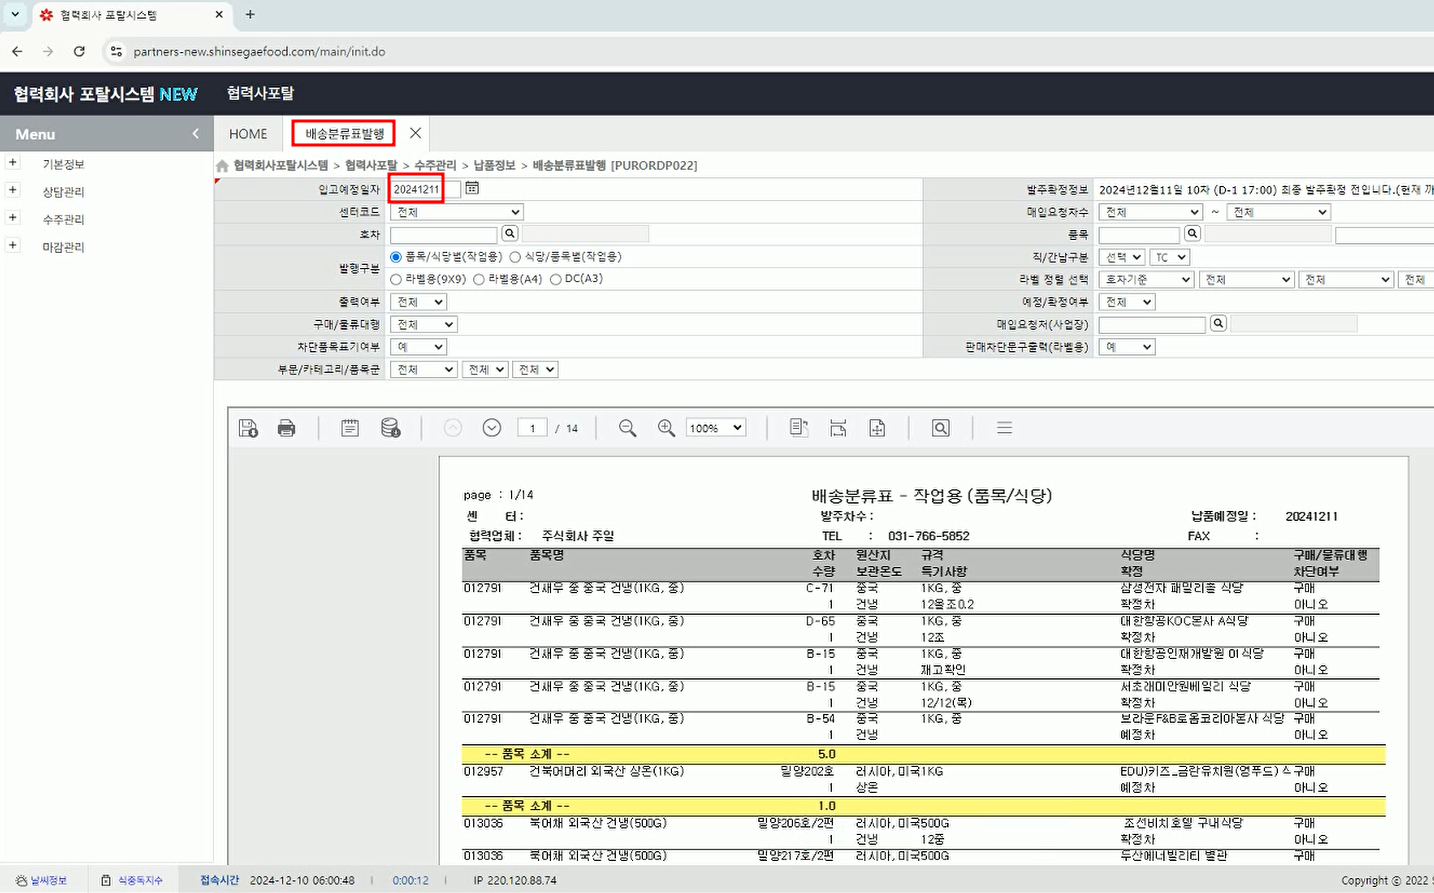 협력회사 포탈시스템
partners-new.shinsegaefood.com/main/init.do
협력회사 포탈시스템 NEW 협력사포탈
Menu HOME 배송분류표발행
협력회사포탈시스템 > 협력사포탈 > 수주관리 > 납품정보 > 배송분류표발행 [PURORDP022]
기본정보
상담관리
수주관리
마감관리
입고예정일자 20241211 발주확정정보 2024년12월11일 10차 (D-1 17:00) 최종 발주확정 전입니다.(현재
센터코드 전체 매입요청차수 전체 ~ 전체
호차 품목
발행구분 품목/식당별(작업용) 식당/품목별(작업용) 직/간납구분 선택 TC
라벨용(9X9) 라벨용(A4) DC(A3) 라벨 정렬 선택 호차기준 전체 전체 전체
출력여부 전체 예정/확정여부 전체
구매/물류대행 전체 매입요청처(사업장)
차단품목표기여부 예 판매차단문구출력(라벨용) 예
부문/카테고리/품목군 전체 전체 전체
1 / 14 100%
page : 1/14 배송분류표 - 작업용 (품목/식당)
센 터 : 발주차수 : 납품예정일 : 20241211
협력업체 : 주식회사 주일 TEL : 031-766-5852 FAX :
품목 품목명 호차 원산지 규격 식당명 구매/물류대행
수량 보관온도 특기사항 확정 차단여부
012791 건새우 중 중국 건냉(1KG, 중) C-71 중국 1KG, 중 삼성전자 패밀리홀 식당 구매
1 건냉 12올조0.2 확정차 아니오
012791 건새우 중 중국 건냉(1KG, 중) D-65 중국 1KG, 중 대한항공KOC본사 A식당 구매
1 건냉 12조 확정차 아니오
012791 건새우 중 중국 건냉(1KG, 중) B-15 중국 1KG, 중 대한항공인재개발원 01식당 구매
1 건냉 재고확인 확정차 아니오
012791 건새우 중 중국 건냉(1KG, 중) B-15 중국 1KG, 중 서초래미안원베일리 식당 구매
1 건냉 12/12(목) 확정차 아니오
012791 건새우 중 중국 건냉(1KG, 중) B-54 중국 1KG, 중 보라운F&B로옴코리아본사 식당 구매
1 건냉 예정차 아니오
-- 품목 소계 -- 5.0
012957 건북어머리 외국산 상온(1KG) 밀양202호 러시아, 미국1KG EDU)키즈_금란유치원(영푸드) 구매
1 상온 예정차 아니오
-- 품목 소계 -- 1.0
013036 북어채 외국산 건냉(500G) 밀양206호/2편 러시아, 미국500G 조선비치호텔 구내식당 구매
1 건냉 12중 확정차 아니오
013036 북어채 외국산 건냉(500G) 밀양217호/2편 러시아, 미국500G 두산에너빌리티 별관 구매
날씨정보 식중독지수 접속시간 2024-12-10 06:00:48 0:00:12 IP 220.120.88.74 Copyright ⓒ 2022